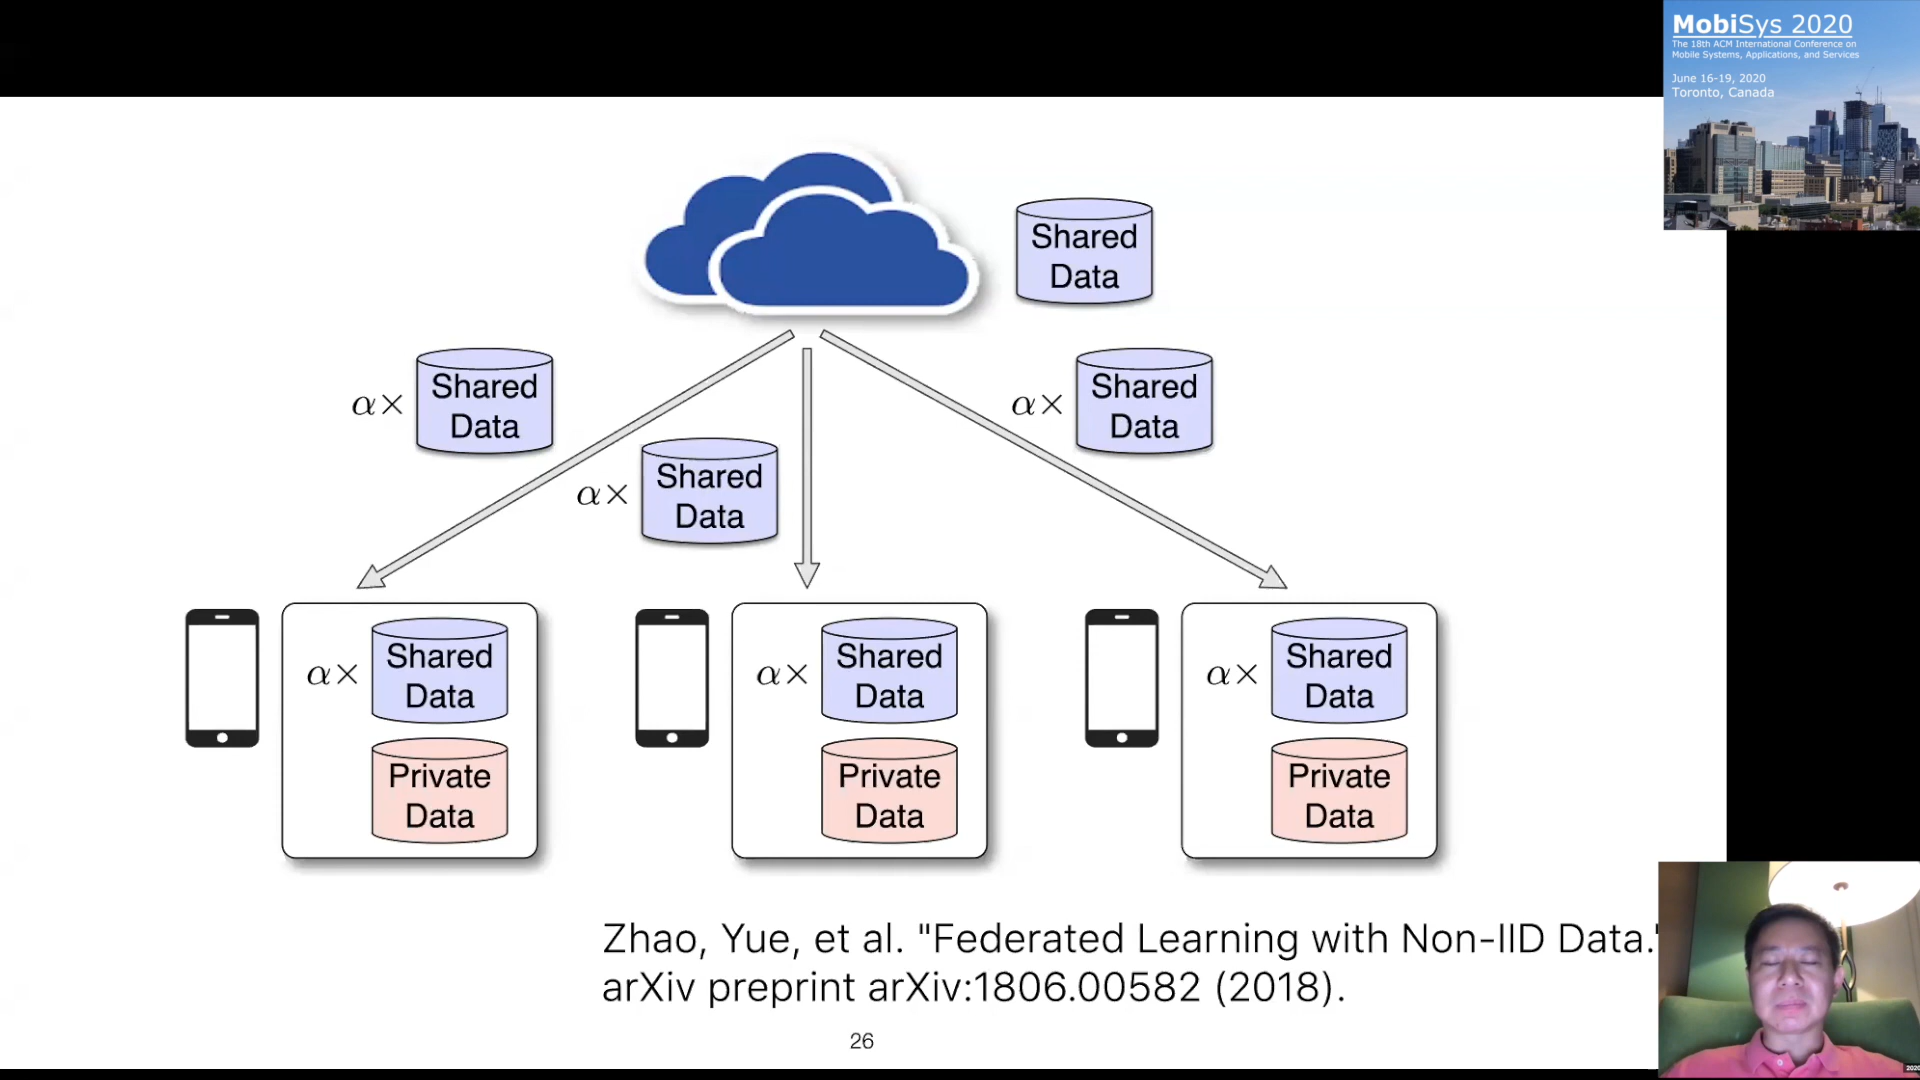 MobiSys 2020
The 18th ACM International Conference on
Mobile Systems, Applications, and Services
June 16-19, 2020
Toronto, Canada
Shared
Data
α×
Shared
Data
α×
Shared
Data
α×
Shared
Data
α×
Shared
Data
Private
Data
α×
Shared
Data
Private
Data
α×
Shared
Data
Private
Data
Zhao, Yue, et al. "Federated Learning with Non-IID Data."
arXiv preprint arXiv:1806.00582 (2018).
26